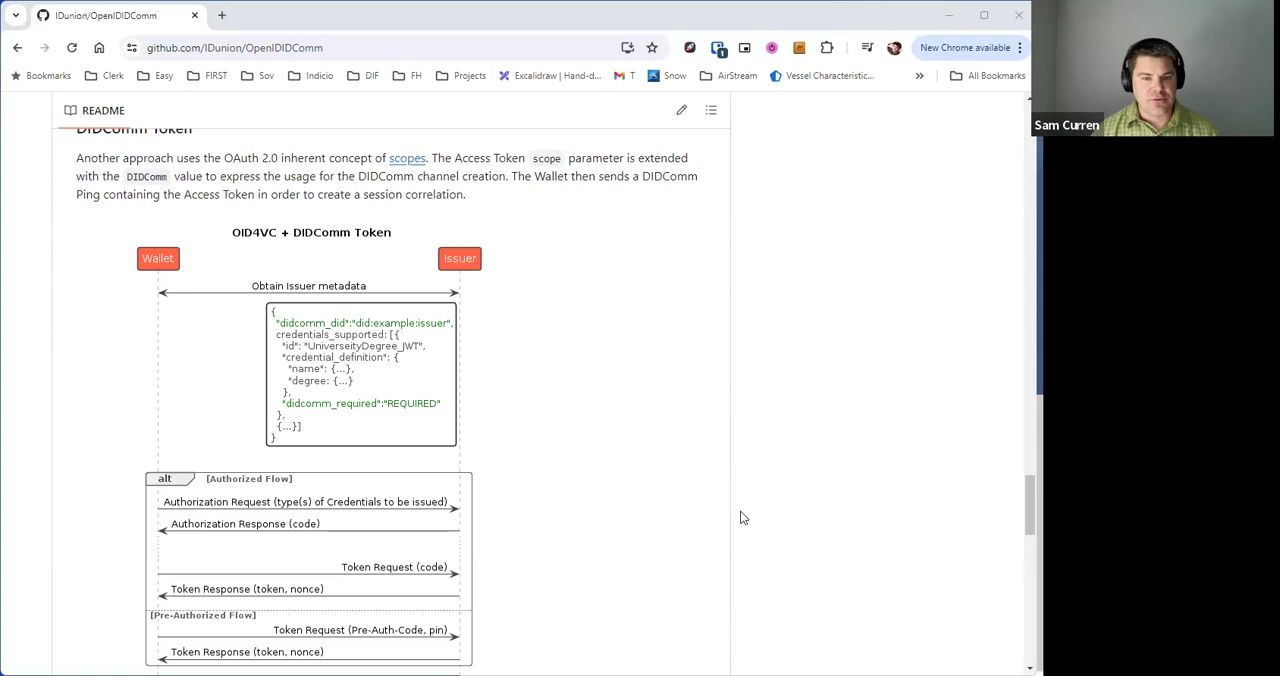 IDunion/OpenIDIDComm
github.com/IDunion/OpenIDIDComm
1
New Chrome available
Bookmarks
Clerk
Easy
FIRST
Sov
Indicio
DIF
FH
Projects
Excalidraw | Hand-d...
T
Snow
AirStream
Vessel Characteristic...
»
All Bookmarks
Sam Curren
README
DIDComm Token
Another approach uses the OAuth 2.0 inherent concept of scopes. The Access Token scope parameter is extended
with the DIDComm value to express the usage for the DIDComm channel creation. The Wallet then sends a DIDComm
Ping containing the Access Token in order to create a session correlation.
OID4VC + DIDComm Token
Wallet
Issuer
Obtain Issuer metadata
{
"didcomm_did":"did:example:issuer",
credentials_supported: [{
"id": "UniverseityDegree_JWT",
"credential_definition": {
"name": {...},
"degree: {...}
},
"didcomm_required":"REQUIRED"
},
{...}]
}
alt
[Authorized Flow]
Authorization Request (type(s) of Credentials to be issued)
Authorization Response (code)
Token Request (code)
Token Response (token, nonce)
[Pre-Authorized Flow]
Token Request (Pre-Auth-Code, pin)
Token Response (token, nonce)